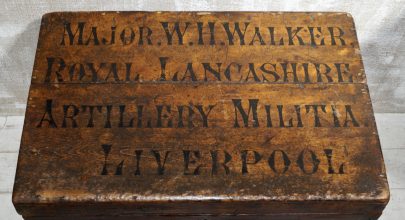 MAJOR. W. H. WALKER.
ROYAL LANCASHIRE
ARTILLERY MILITIA
LIVERPOOL